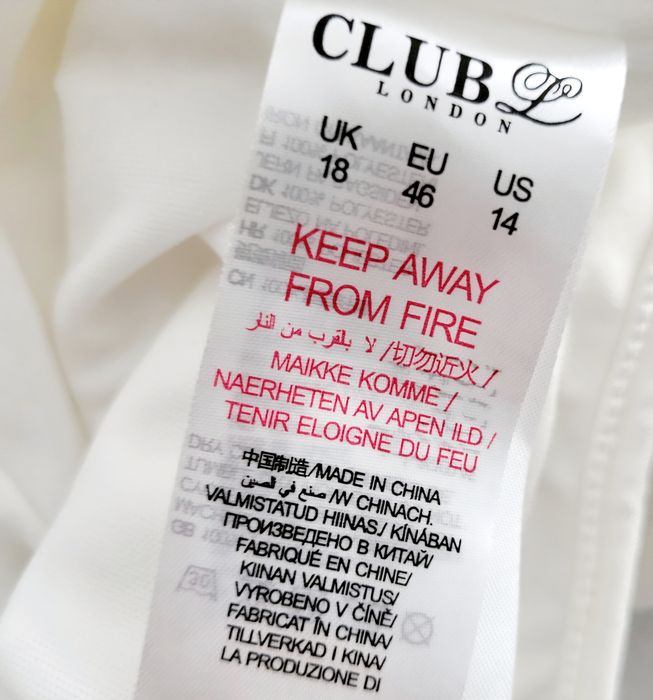 CLUB L
LONDON
UK EU US
18 46 14
KEEP AWAY
FROM FIRE
لا بالقرب من النار /切勿近火/
MAIKKE KOMME /
NAERHETEN AV APEN ILD /
TENIR ELOIGNE DU FEU
中国制造/MADE IN CHINA
صنع في الصين /W CHINACH.
VALMISTATUD HIINAS/ KÍNÁBAN
ПРОИЗВЕДЕНО В КИТАЙ/
FABRIQUÉ EN CHINE/
KIINAN VALMISTUS/
VYROBENO V ČÍNĚ/
FABRICAT ÎN CHINA/
TILLVERKAD I KINA/
LA PRODUZIONE DI